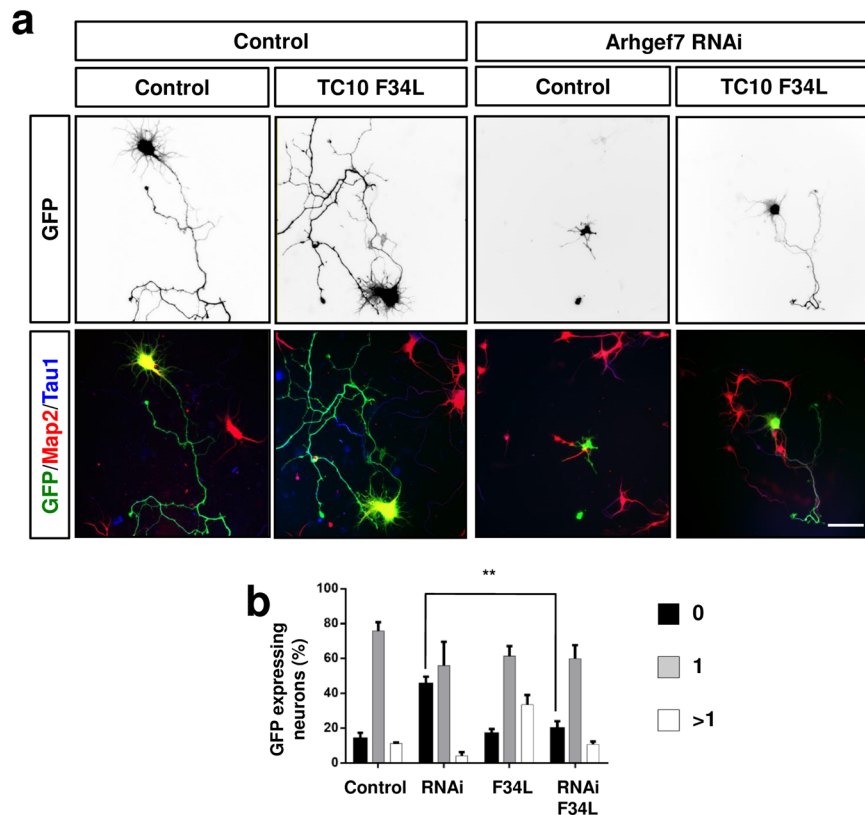 a
Control
Arhgef7 RNAi
Control
TC10 F34L
Control
TC10 F34L
GFP
GFP/Map2/Tau1
b
**
GFP expressing
neurons (%)
100
80
60
40
20
0
Control
RNAi
F34L
RNAi
F34L
0
1
>1